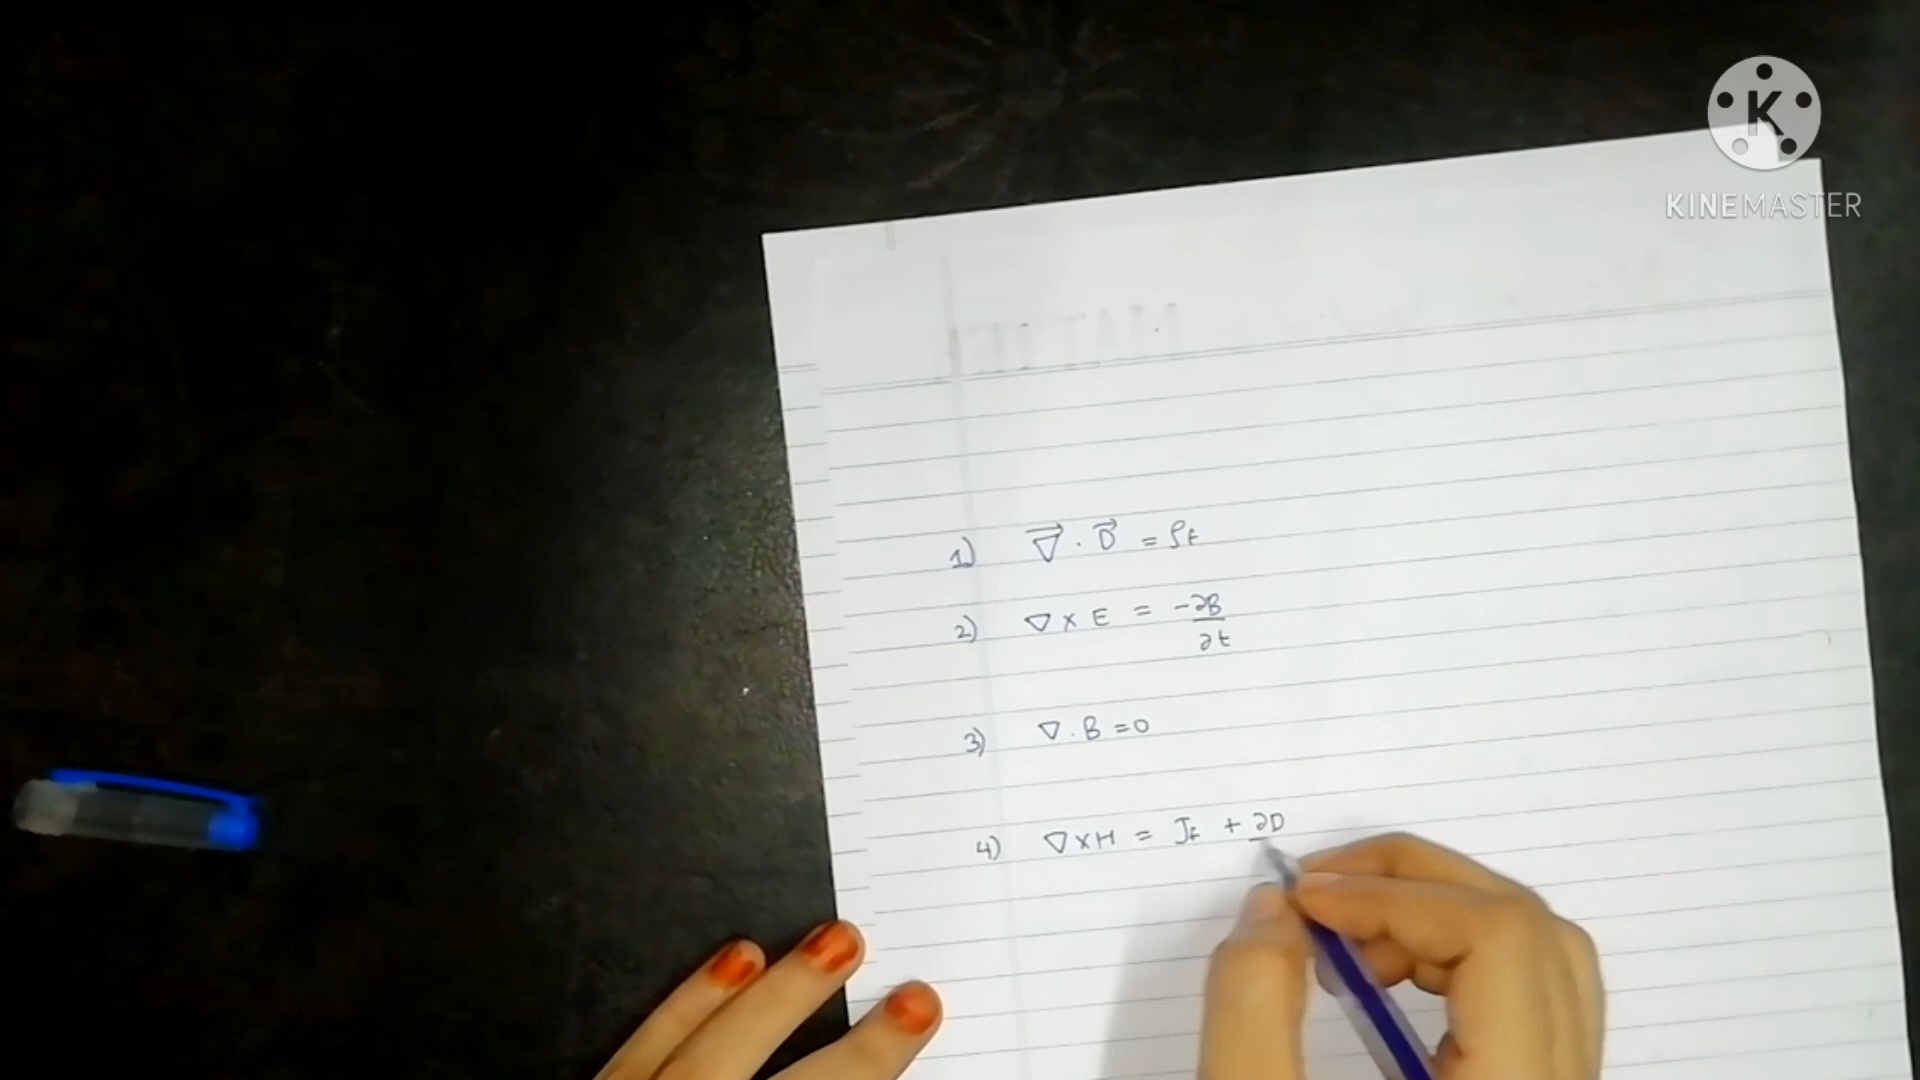 K
KINEMASTER
1) ∇⃗ . D⃗ = ρf
2) ∇ x E = -∂B/∂t
3) ∇ . B = 0
4) ∇ x H = Jf + ∂D